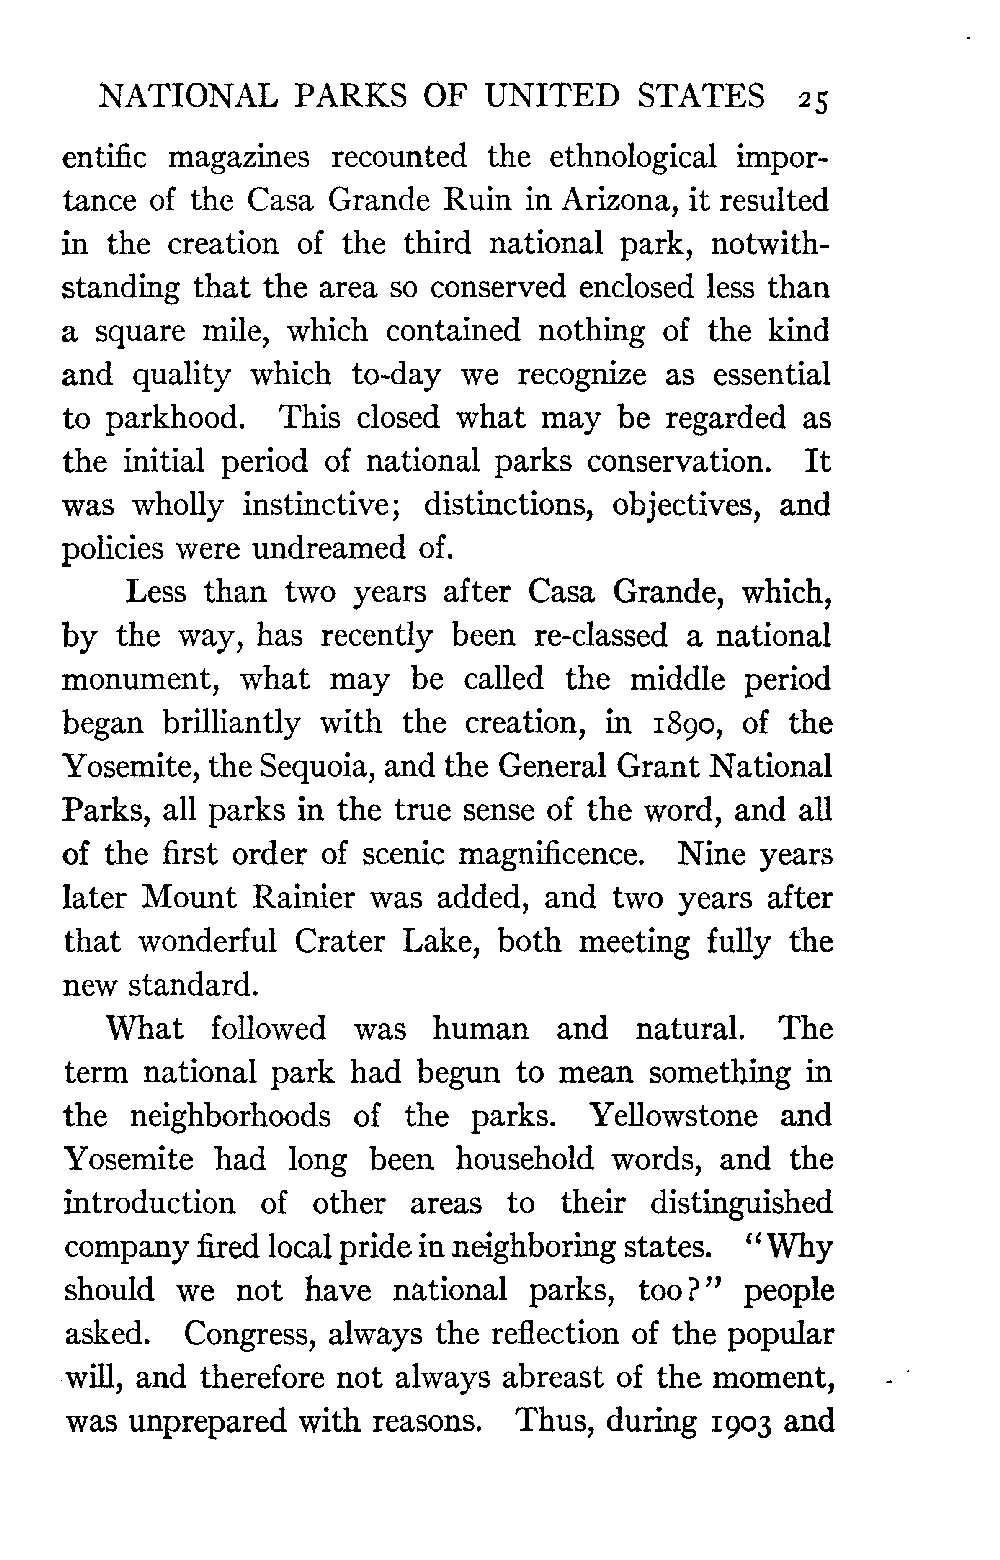 NATIONAL PARKS OF UNITED STATES 25
entific magazines recounted the ethnological impor-
tance of the Casa Grande Ruin in Arizona, it resulted
in the creation of the third national park, notwith-
standing that the area so conserved enclosed less than
a square mile, which contained nothing of the kind
and quality which to-day we recognize as essential
to parkhood. This closed what may be regarded as
the initial period of national parks conservation. It
was wholly instinctive; distinctions, objectives, and
policies were undreamed of.
Less than two years after Casa Grande, which,
by the way, has recently been re-classed a national
monument, what may be called the middle period
began brilliantly with the creation, in 1890, of the
Yosemite, the Sequoia, and the General Grant National
Parks, all parks in the true sense of the word, and all
of the first order of scenic magnificence. Nine years
later Mount Rainier was added, and two years after
that wonderful Crater Lake, both meeting fully the
new standard.
What followed was human and natural. The
term national park had begun to mean something in
the neighborhoods of the parks. Yellowstone and
Yosemite had long been household words, and the
introduction of other areas to their distinguished
company fired local pride in neighboring states. "Why
should we not have national parks, too?" people
asked. Congress, always the reflection of the popular
will, and therefore not always abreast of the moment,
was unprepared with reasons. Thus, during 1903 and